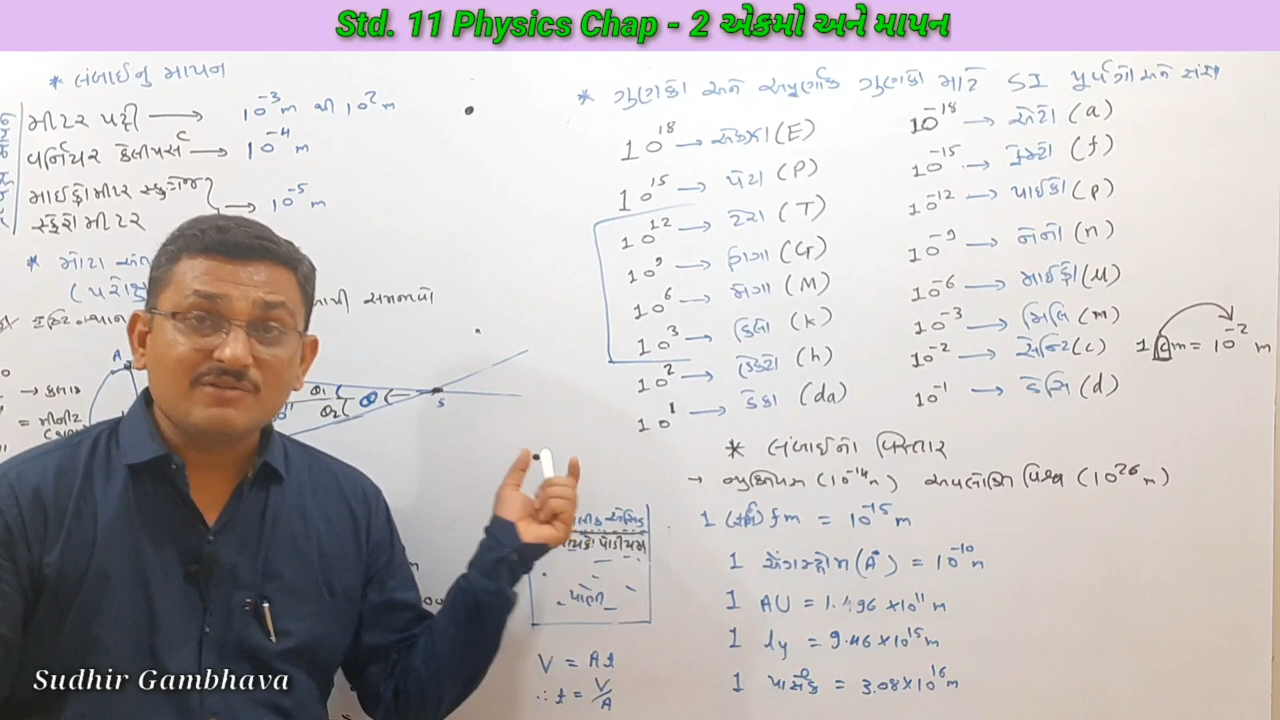 Std. 11 Physics Chap - 2 એકમો અને માપન
* લંબાઈનુ માપન
મીટર પટ્ટી ⟶ 10⁻³ m થી 10² m
વર્નિયર કેલીપર્સ ⟶ 10⁻⁴ m
માઈક્રોમીટર સ્ક્રુગેજ
સ્ફેરોમીટર ⟶ 10⁻⁵ m
* મોટા
A
θ₁
θ₂
θ
S
→ કલાક
* ગુણકો અને અપૂર્ણાંક ગુણકો માટે SI પૂર્વગો અને સંજ્ઞા
10¹⁸ → એક્ઝા (E)
10¹⁵ → પેટા (P)
10¹² → ટેરા (T)
10⁹ → ગિગા (G)
10⁶ → મેગા (M)
10³ → કિલો (k)
10² → હેક્ટો (h)
10¹ → ડેકા (da)
10⁻¹⁸ → એટો (a)
10⁻¹⁵ → ફેમટો (f)
10⁻¹² → પાઈકો (p)
10⁻⁹ → નેનો (n)
10⁻⁶ → માઈક્રો (μ)
10⁻³ → મિલિ (m)
10⁻² → સેન્ટિ (c)
10⁻¹ → ડેસિ (d)
1 cm = 10⁻² m
* લંબાઈનો વિસ્તાર
→ ન્યુક્લિયસ (10⁻¹⁴ m) અવલોકિત વિશ્વ (10²⁶ m)
1 fm = 10⁻¹⁵ m
1 એંગસ્ટ્રોમ (A°) = 10⁻¹⁰ m
1 AU = 1.496 × 10¹¹ m
1 ly = 9.46 × 10¹⁵ m
1 પાર્સેક = 3.08 × 10¹⁶ m
પાણી
V = At
∴ t = V/A
Sudhir Gambhava